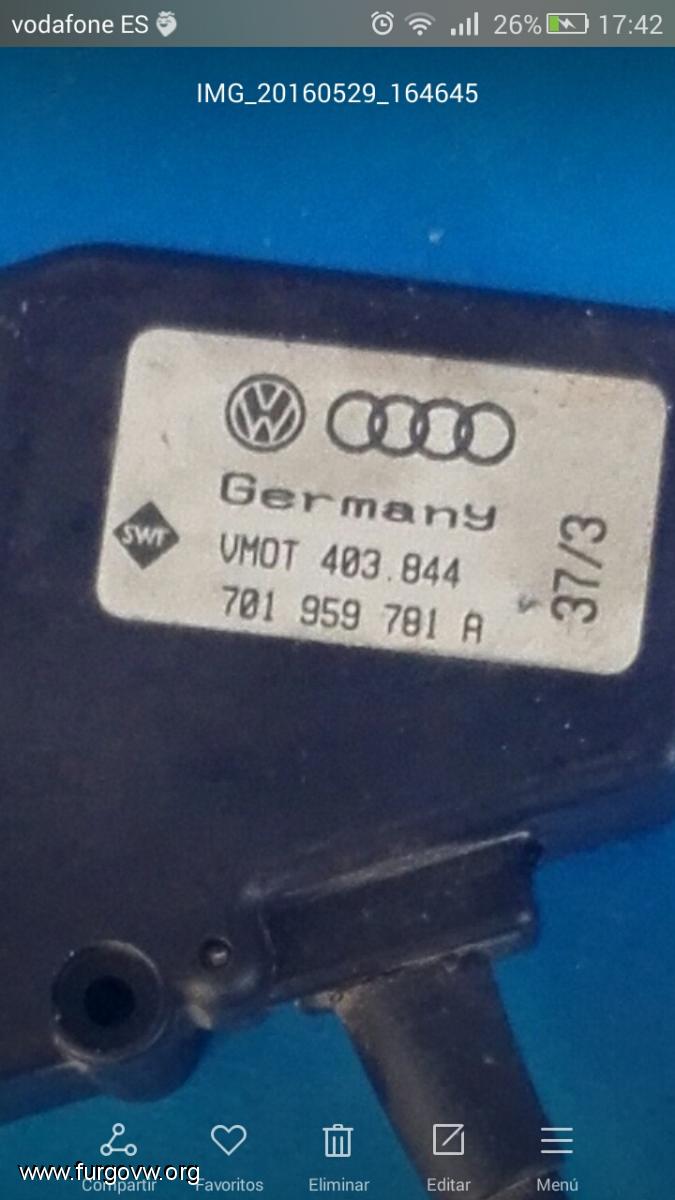 vodafone ES
26%
17:42
IMG_20160529_164645
Germany
SWF
VMOT 403.844
701 959 781 A
37/3
Compartir
Favoritos
Eliminar
Editar
Menú
www.furgovw.org